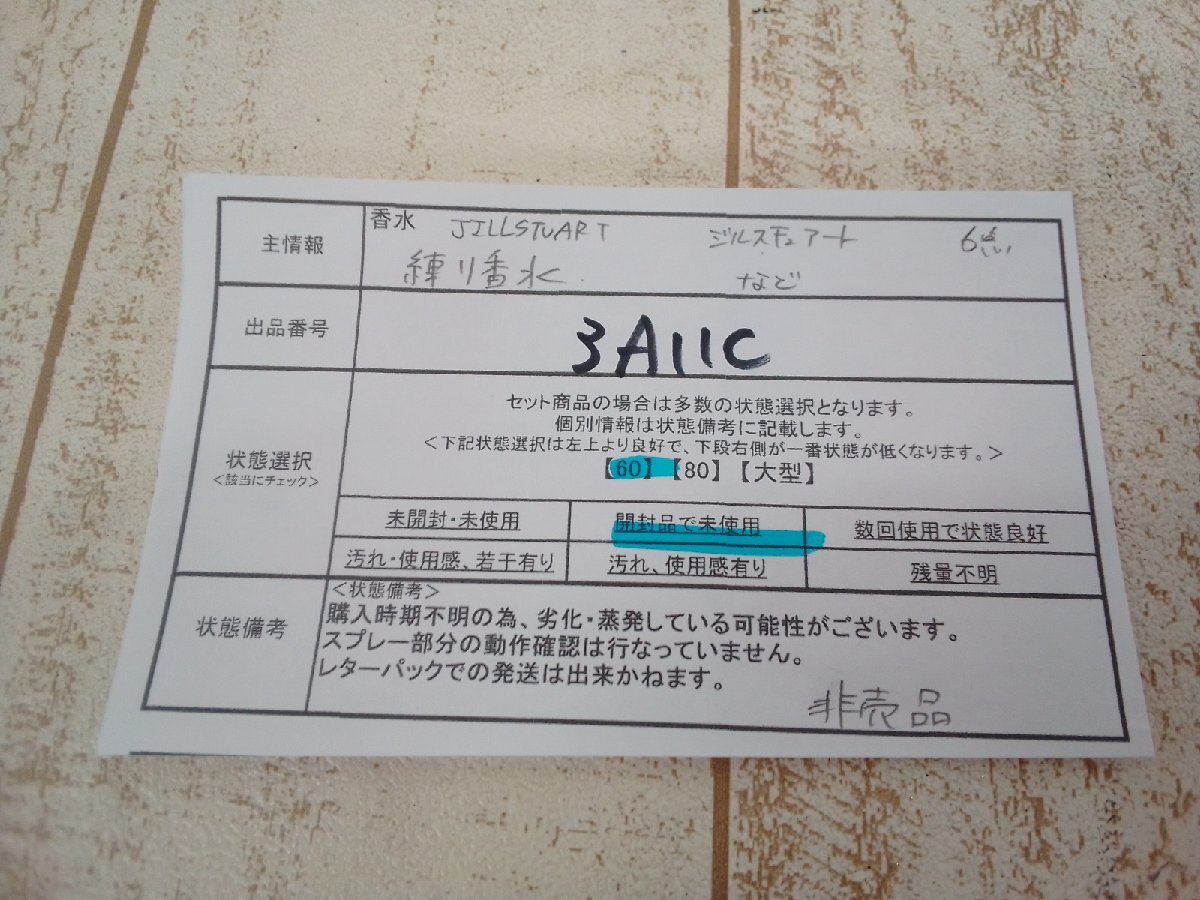 主情報
香水 JILLSTUART ジルスチュアート 6点
練り香水 など
出品番号
3A11C
状態選択
<該当にチェック>
セット商品の場合は多数の状態選択となります。
個別情報は状態備考に記載します。
<下記状態選択は左上より良好で、下段右側が一番状態が低くなります。>
【60】【80】【大型】
未開封・未使用 開封品で未使用 数回使用で状態良好
汚れ・使用感、若干有り 汚れ、使用感有り 残量不明
状態備考
<状態備考>
購入時期不明の為、劣化・蒸発している可能性がございます。
スプレー部分の動作確認は行なっていません。
レターパックでの発送は出来かねます。
非売品